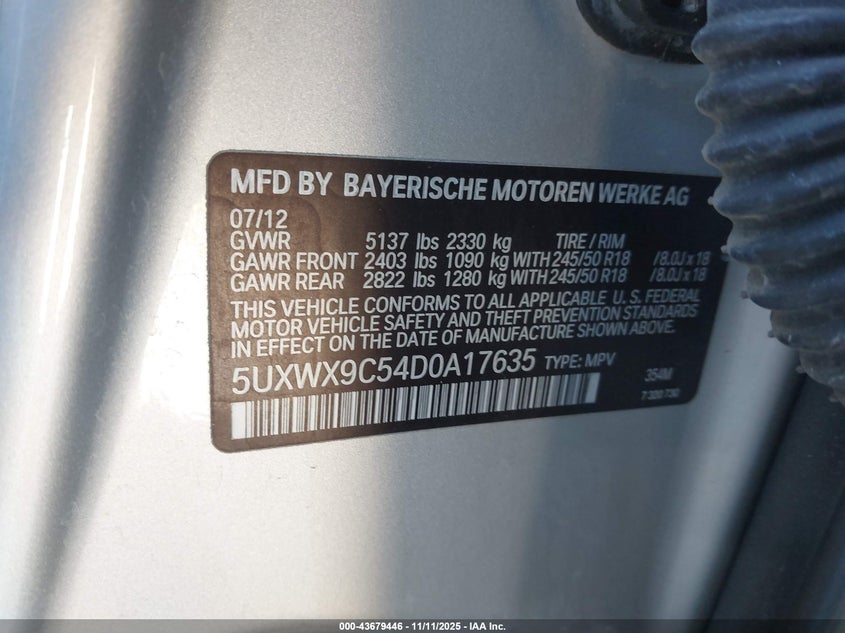 MFD BY BAYERISCHE MOTOREN WERKE AG
07/12
GVWR 5137 lbs 2330 kg TIRE / RIM
GAWR FRONT 2403 lbs 1090 kg WITH 245/50 R18 /8.0J x 18
GAWR REAR 2822 lbs 1280 kg WITH 245/50 R18 /8.0J x 18
THIS VEHICLE CONFORMS TO ALL APPLICABLE U. S. FEDERAL
MOTOR VEHICLE SAFETY AND THEFT PREVENTION STANDARDS
IN EFFECT ON THE DATE OF MANUFACTURE SHOWN ABOVE.
5UXWX9C54D0A17635 TYPE: MPV 354M
7 320 730
000-43679446 - 11/11/2025 - IAA Inc.